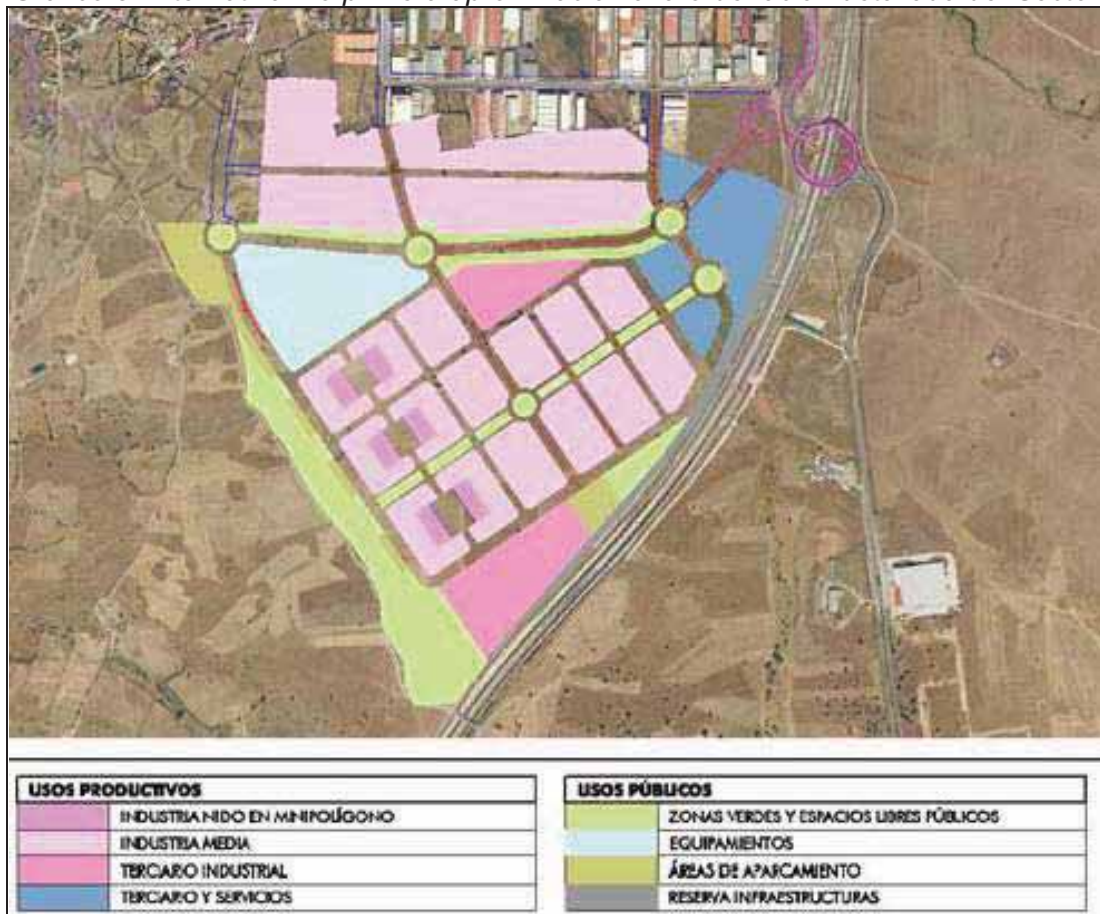 USOS PRODUCTIVOS
INDUSTRIA NIDO EN MINIPOLÍGONO
INDUSTRIA MEDIA
TERCIARIO INDUSTRIAL
TERCIARIO Y SERVICIOS
USOS PÚBLICOS
ZONAS VERDES Y ESPACIOS LIBRES PÚBLICOS
EQUIPAMIENTOS
ÁREAS DE APARCAMIENTO
RESERVA INFRAESTRUCTURAS